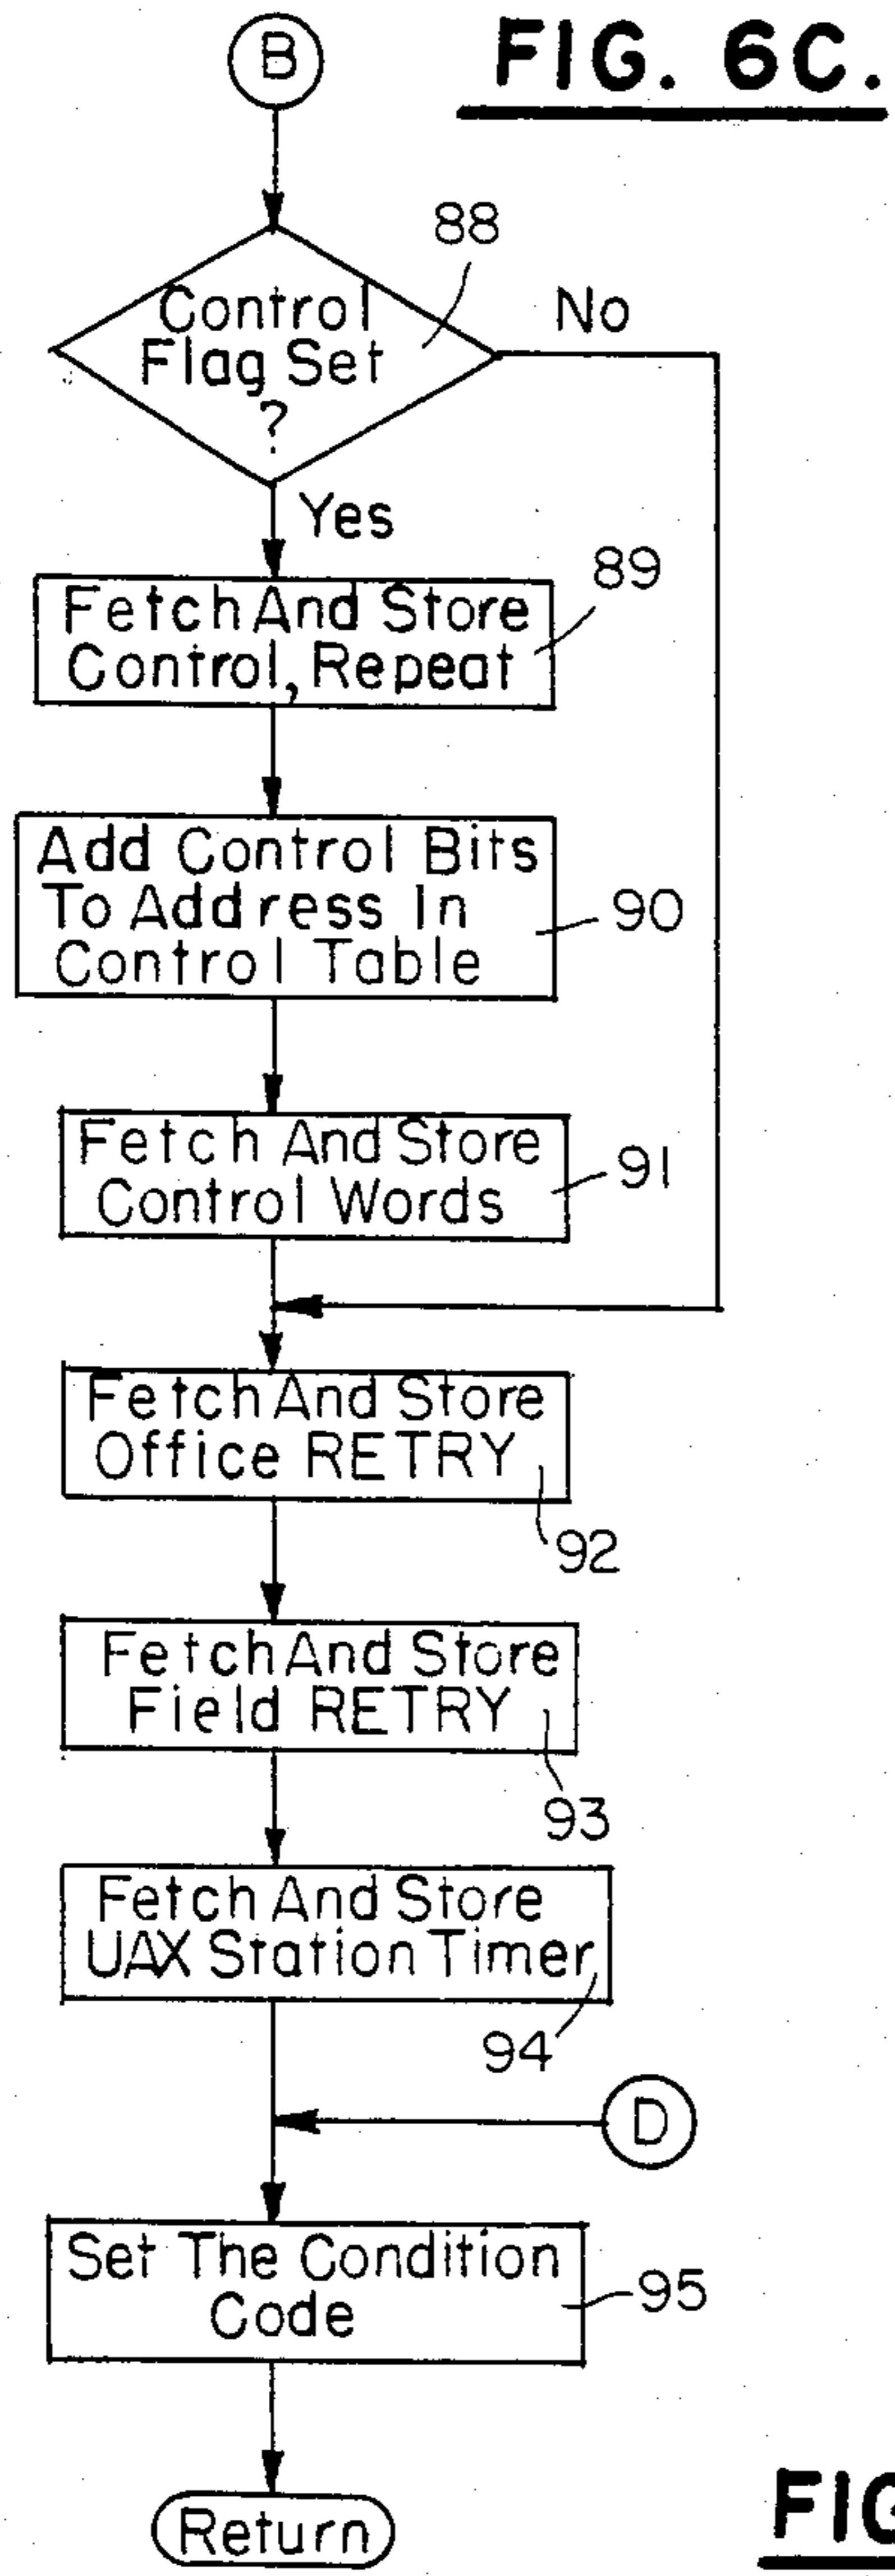 B
FIG. 6C.
88
Control
Flag Set
?
No
Yes
89
Fetch And Store
Control, Repeat
Add Control Bits
To Address In
Control Table
90
Fetch And Store
Control Words
91
Fetch And Store
Office RETRY
92
Fetch And Store
Field RETRY
93
Fetch And Store
UAX Station Timer
94
D
Set The Condition
Code
95
Return
FIG